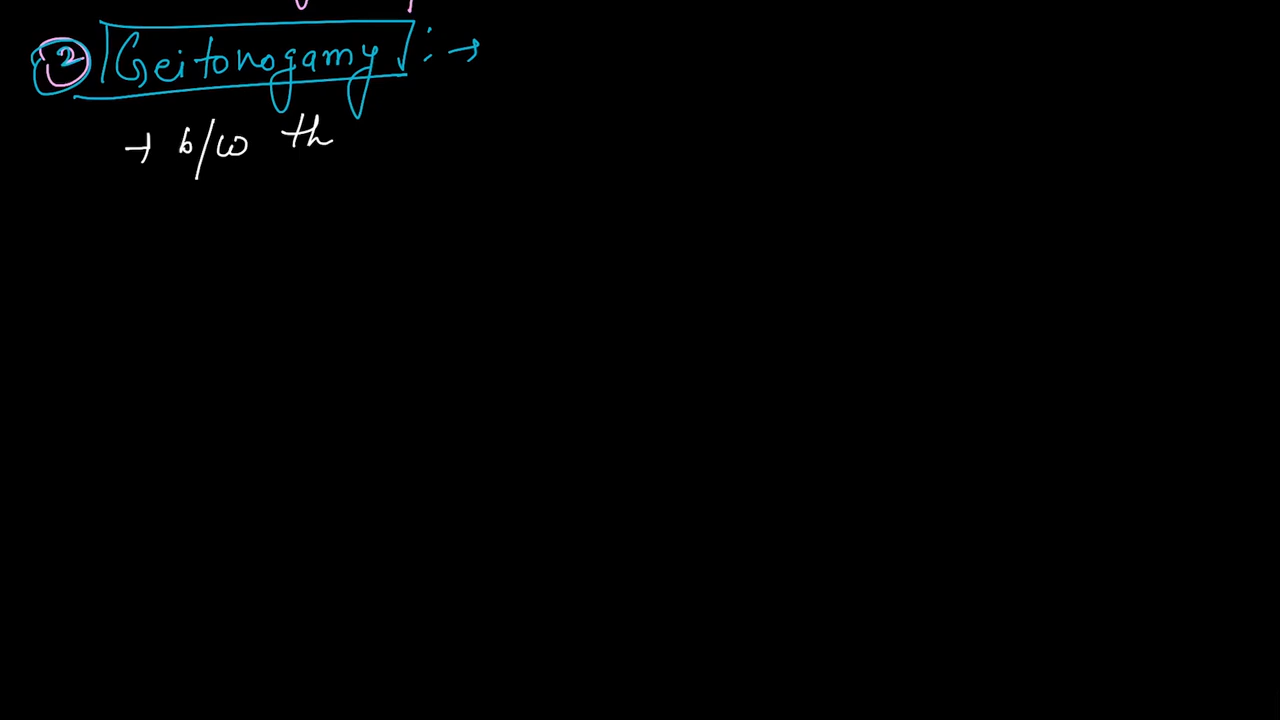 ② Geitonogamy : →
→ b/w th